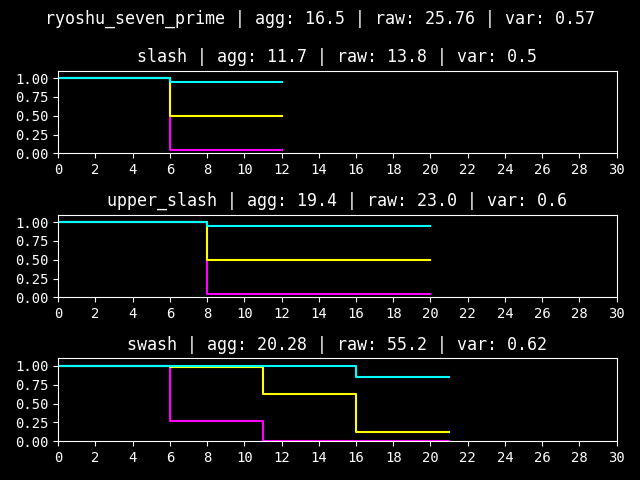 ryoshu_seven_prime | agg: 16.5 | raw: 25.76 | var: 0.57
slash | agg: 11.7 | raw: 13.8 | var: 0.5
1.00
0.75
0.50
0.25
0.00
0 2 4 6 8 10 12 14 16 18 20 22 24 26 28 30
upper_slash | agg: 19.4 | raw: 23.0 | var: 0.6
1.00
0.75
0.50
0.25
0.00
0 2 4 6 8 10 12 14 16 18 20 22 24 26 28 30
swash | agg: 20.28 | raw: 55.2 | var: 0.62
1.00
0.75
0.50
0.25
0.00
0 2 4 6 8 10 12 14 16 18 20 22 24 26 28 30